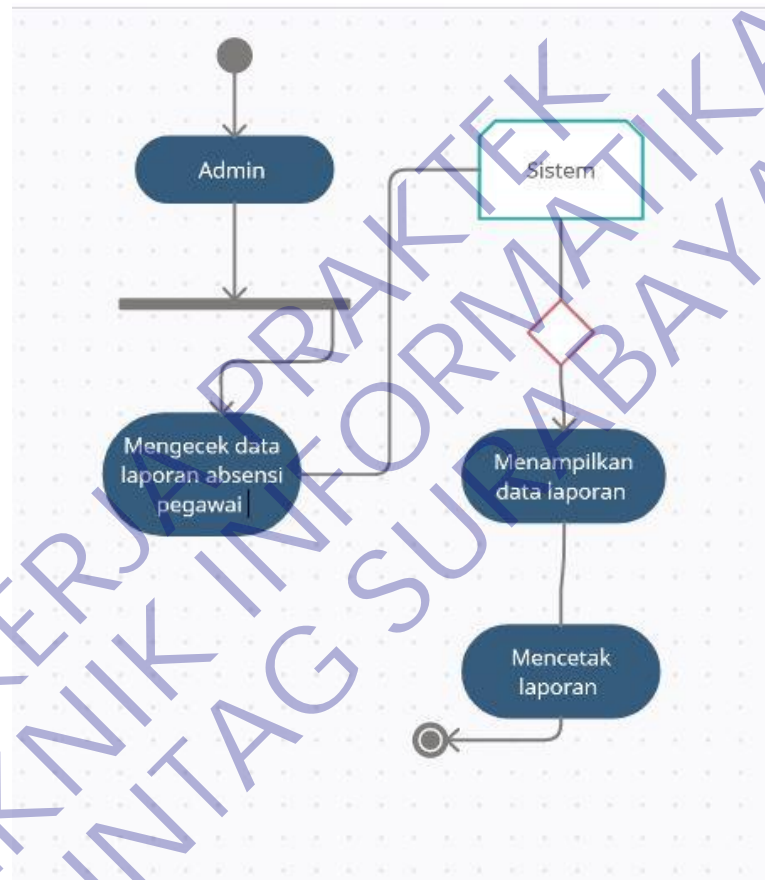 Admin
Sistem
Mengecek data
laporan absensi
pegawai
Menampilkan
data laporan
Mencetak
laporan
KERJA PRAKTEK
TEKNIK INFORMATIKA
UNTAG SURABAYA